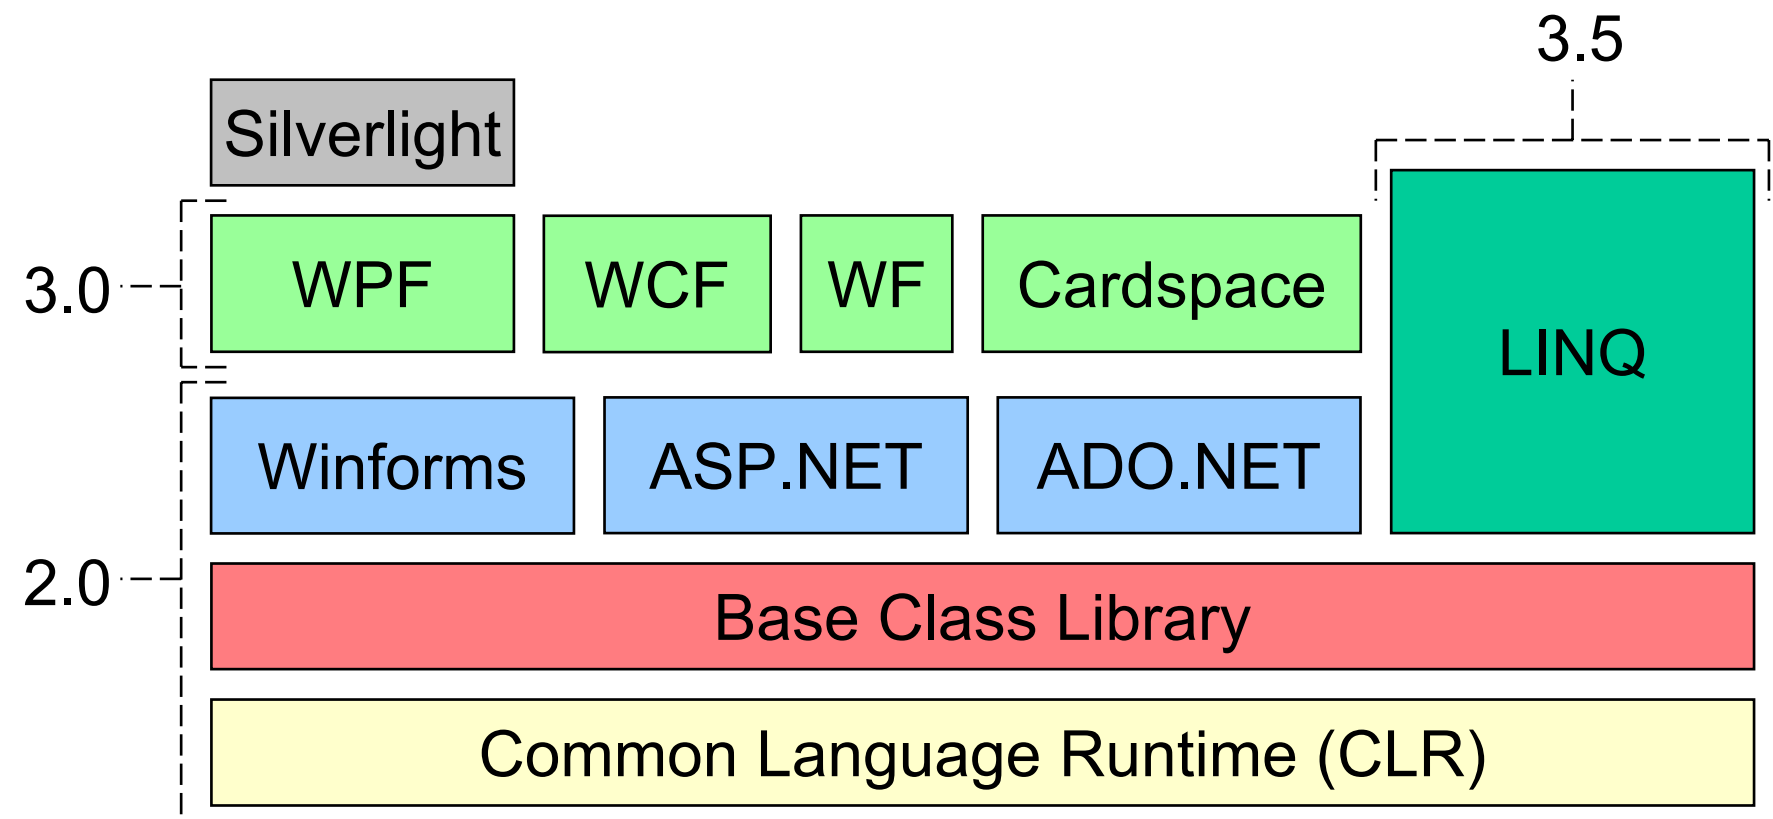 3.5
Silverlight
3.0
WPF
WCF
WF
Cardspace
LINQ
Winforms
ASP.NET
ADO.NET
2.0
Base Class Library
Common Language Runtime (CLR)